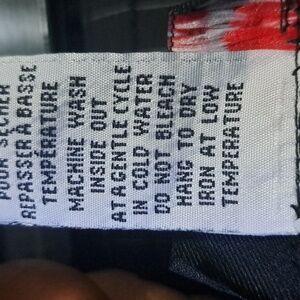 POUR SÉCHER
REPASSR À BASSE
TEMPÉRATURE
MACHINE WASH
INSIDE OUT
AT A GENTLE CYCLE
IN COLD WATER
DO NOT BLEACH
HANG TO DRY
IRON AT LOW
TEMPERATURE